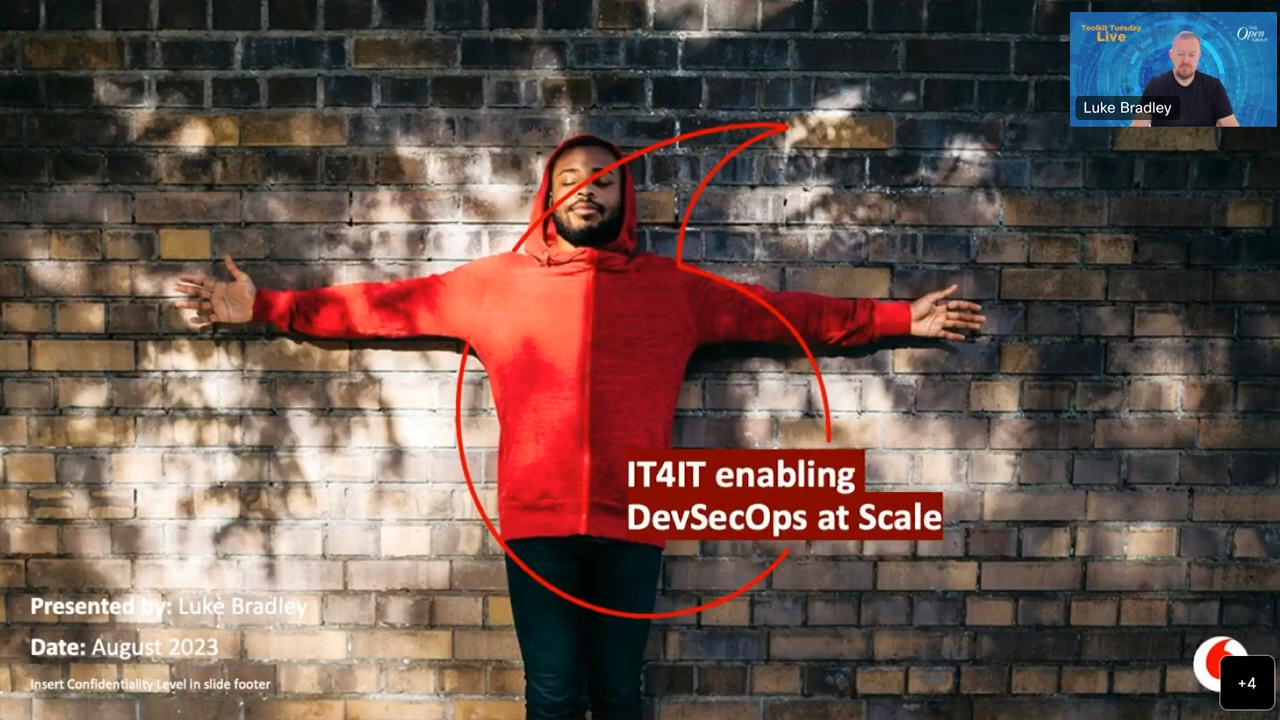 Toolkit Tuesday
Live
THE
Open
GROUP
Luke Bradley
IT4IT enabling
DevSecOps at Scale
Presented by: Luke Bradley
Date: August 2023
Insert Confidentiality Level in slide footer
+4